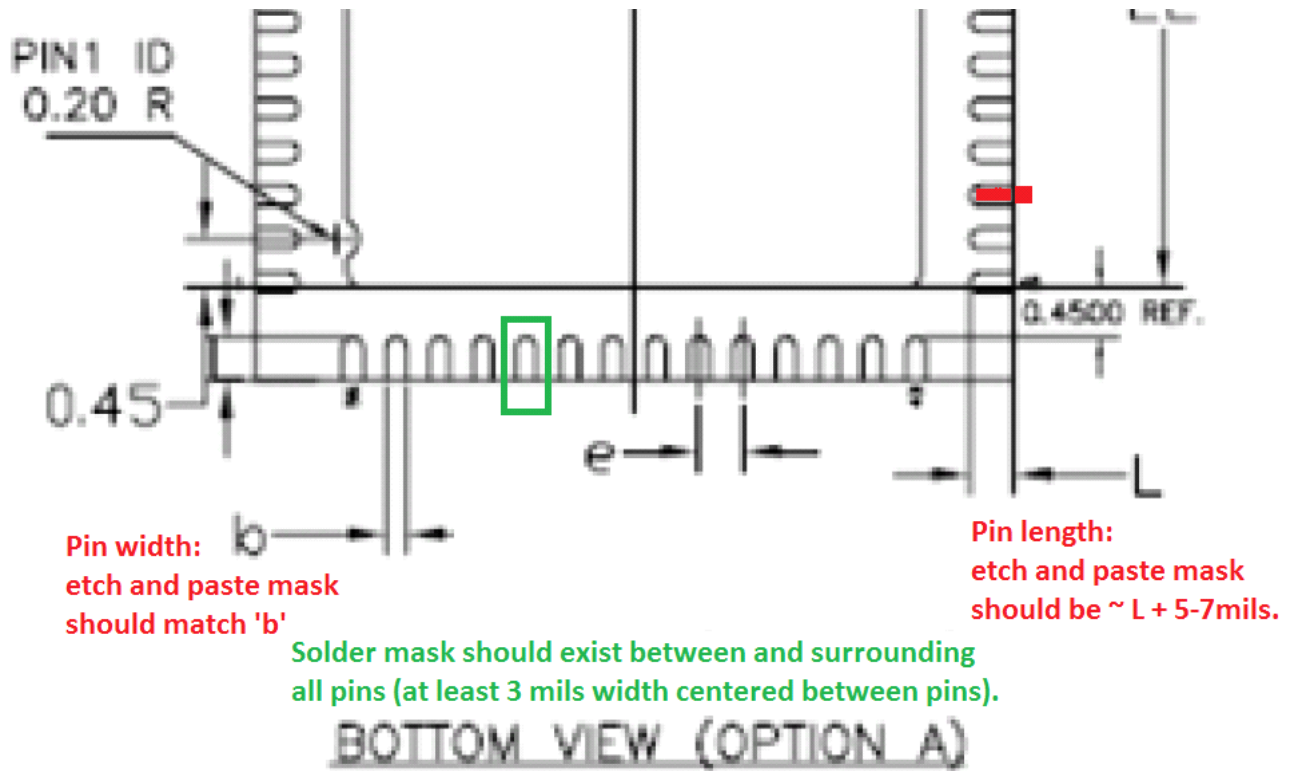 PIN1 ID
0.20 R
0.4500 REF.
0.45
e
L
b
Pin width:
etch and paste mask
should match 'b'
Pin length:
etch and paste mask
should be ~ L + 5-7mils.
Solder mask should exist between and surrounding
all pins (at least 3 mils width centered between pins).
BOTTOM VIEW (OPTION A)